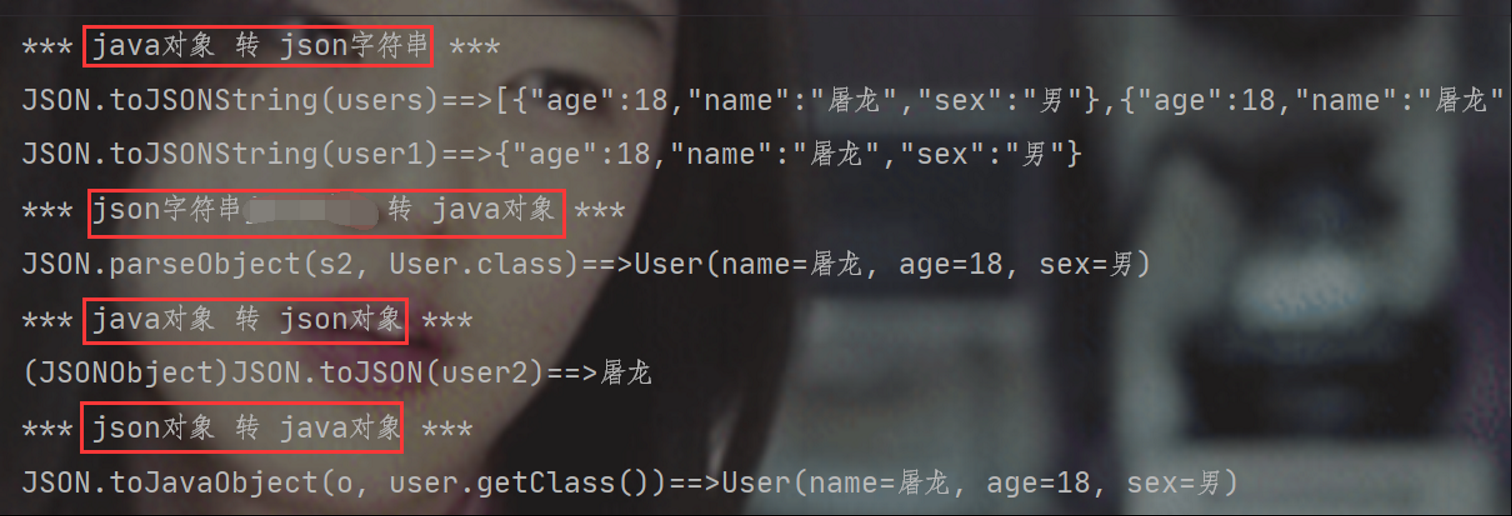 *** java对象 转 json字符串 ***
JSON.toJSONString(users)==>[{"age":18,"name":"屠龙","sex":"男"},{"age":18,"name":"屠龙"
JSON.toJSONString(user1)==>{"age":18,"name":"屠龙","sex":"男"}
*** json字符串 转 java对象 ***
JSON.parseObject(s2, User.class)==>User(name=屠龙, age=18, sex=男)
*** java对象 转 json对象 ***
(JSONObject)JSON.toJSON(user2)==>屠龙
*** json对象 转 java对象 ***
JSON.toJavaObject(o, user.getClass())==>User(name=屠龙, age=18, sex=男)